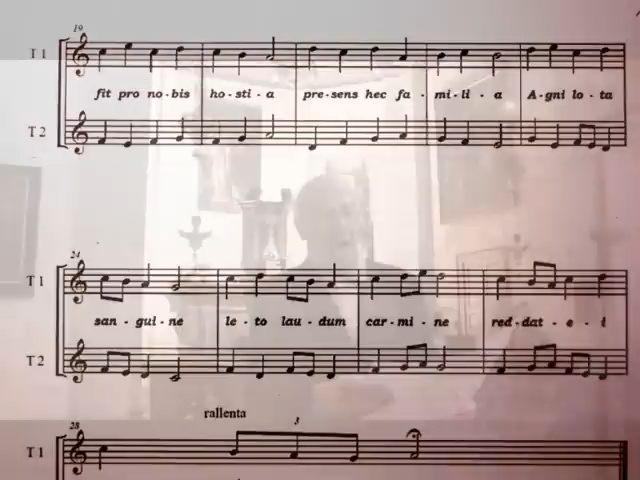 19
T 1
fit pro no - bis ho - sti - a pre - sens hec fa - mi - li - a A - gni lo - ta
T 2
24
T 1
san - gui - ne le - to lau - dum car - mi - ne red - dat - e - i
T 2
rallenta
28
3
T 1